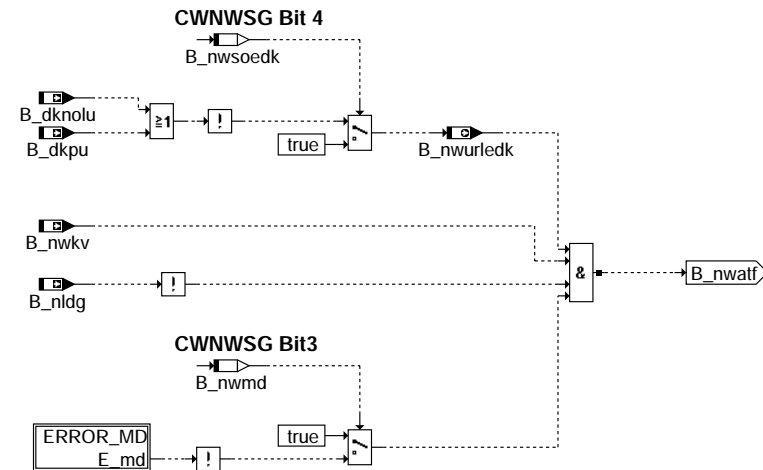 CWNWSG Bit 4
B_nwsoedk
B_dknolu
≥1
!
B_dkpu
true
B_nwurledk
B_nwkv
&
B_nwatf
B_nldg
!
CWNWSG Bit3
B_nwmd
ERROR_MD
true
E_md
!